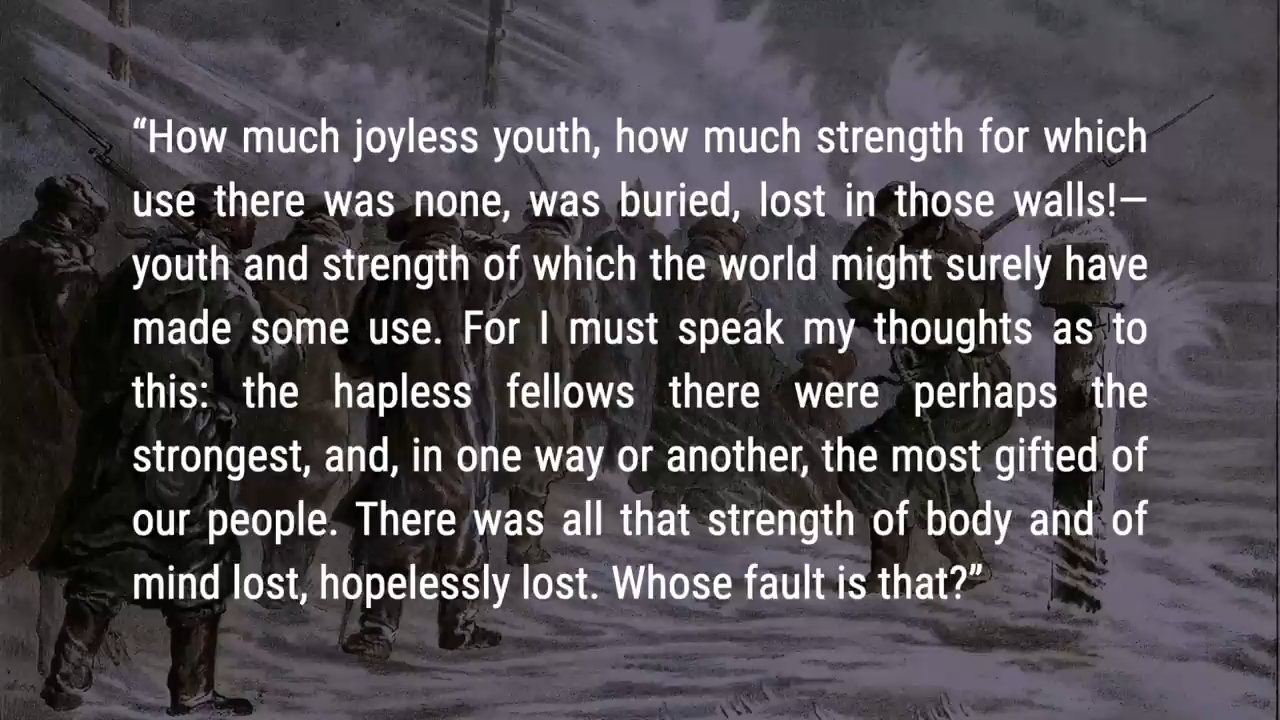 “How much joyless youth, how much strength for which
use there was none, was buried, lost in those walls!—
youth and strength of which the world might surely have
made some use. For I must speak my thoughts as to
this: the hapless fellows there were perhaps the
strongest, and, in one way or another, the most gifted of
our people. There was all that strength of body and of
mind lost, hopelessly lost. Whose fault is that?”